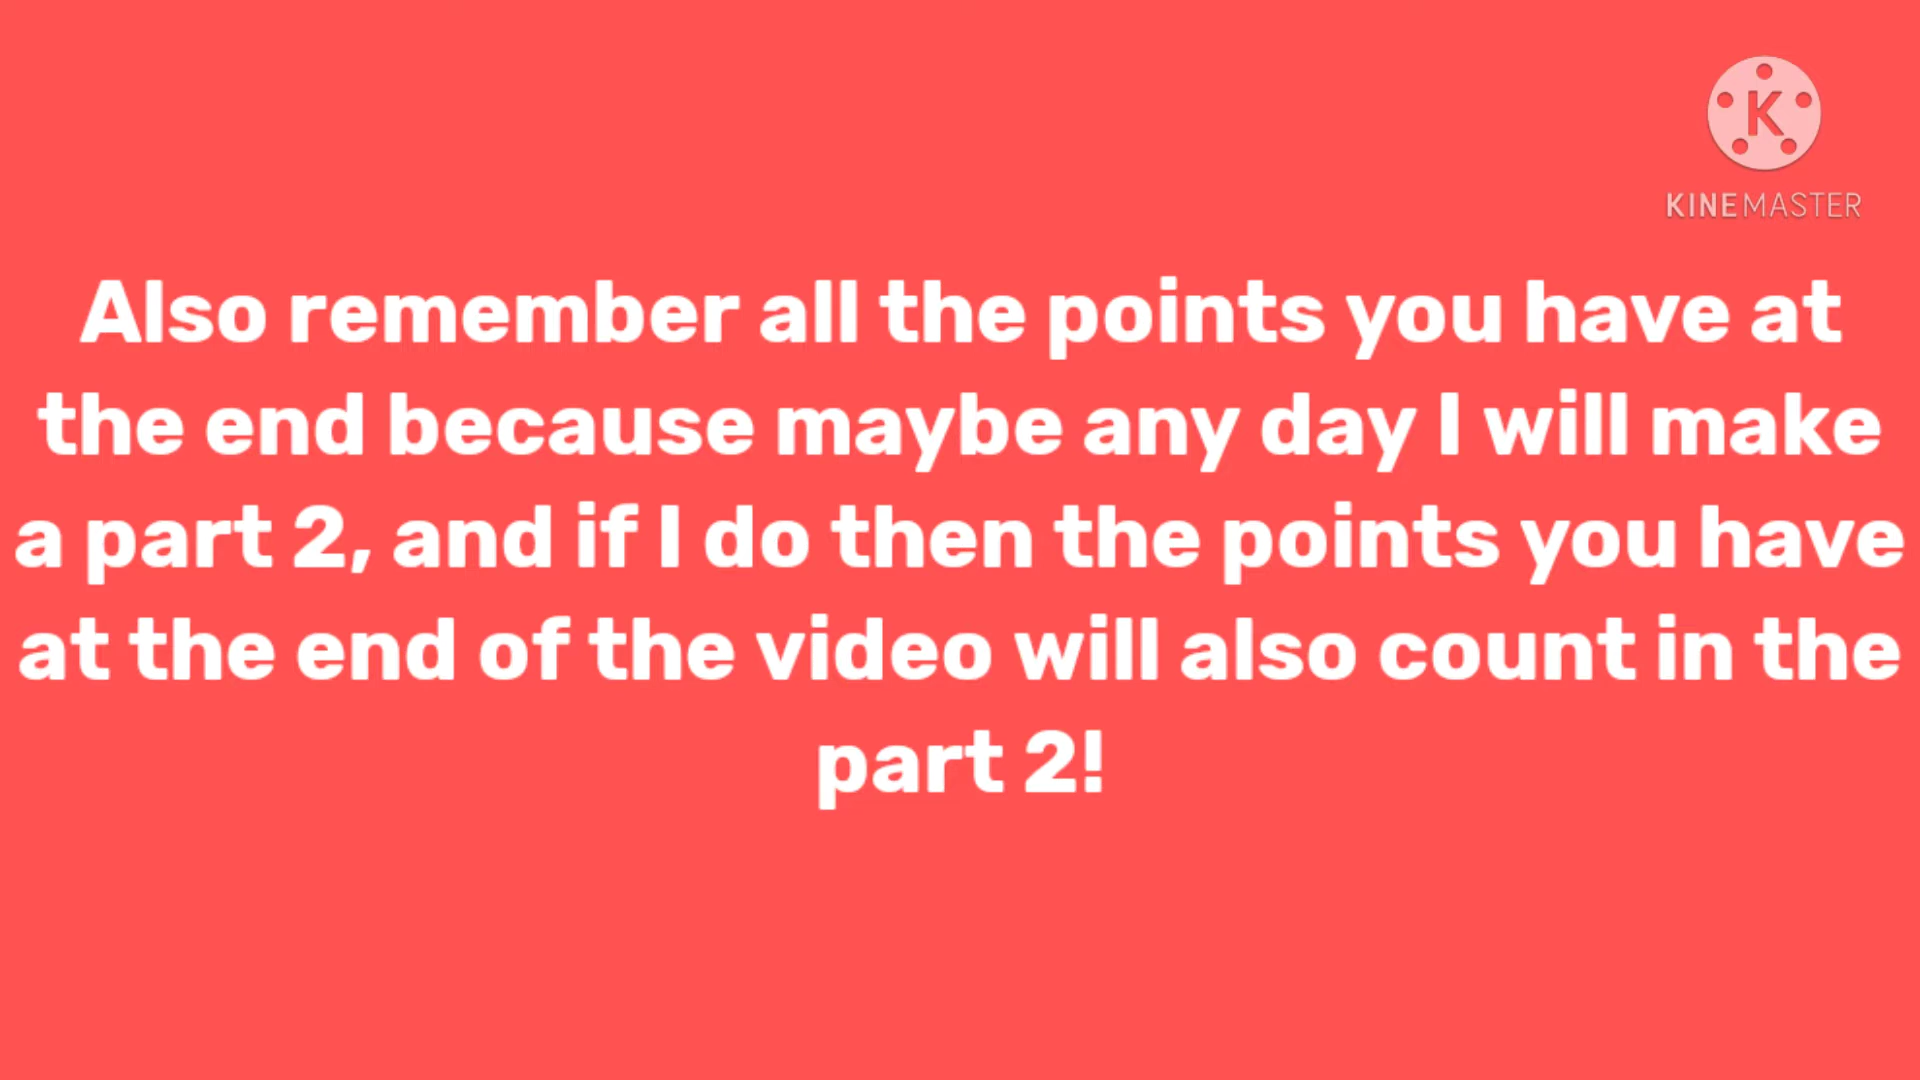 K
KINEMASTER
Also remember all the points you have at
the end because maybe any day I will make
a part 2, and if I do then the points you have
at the end of the video will also count in the
part 2!